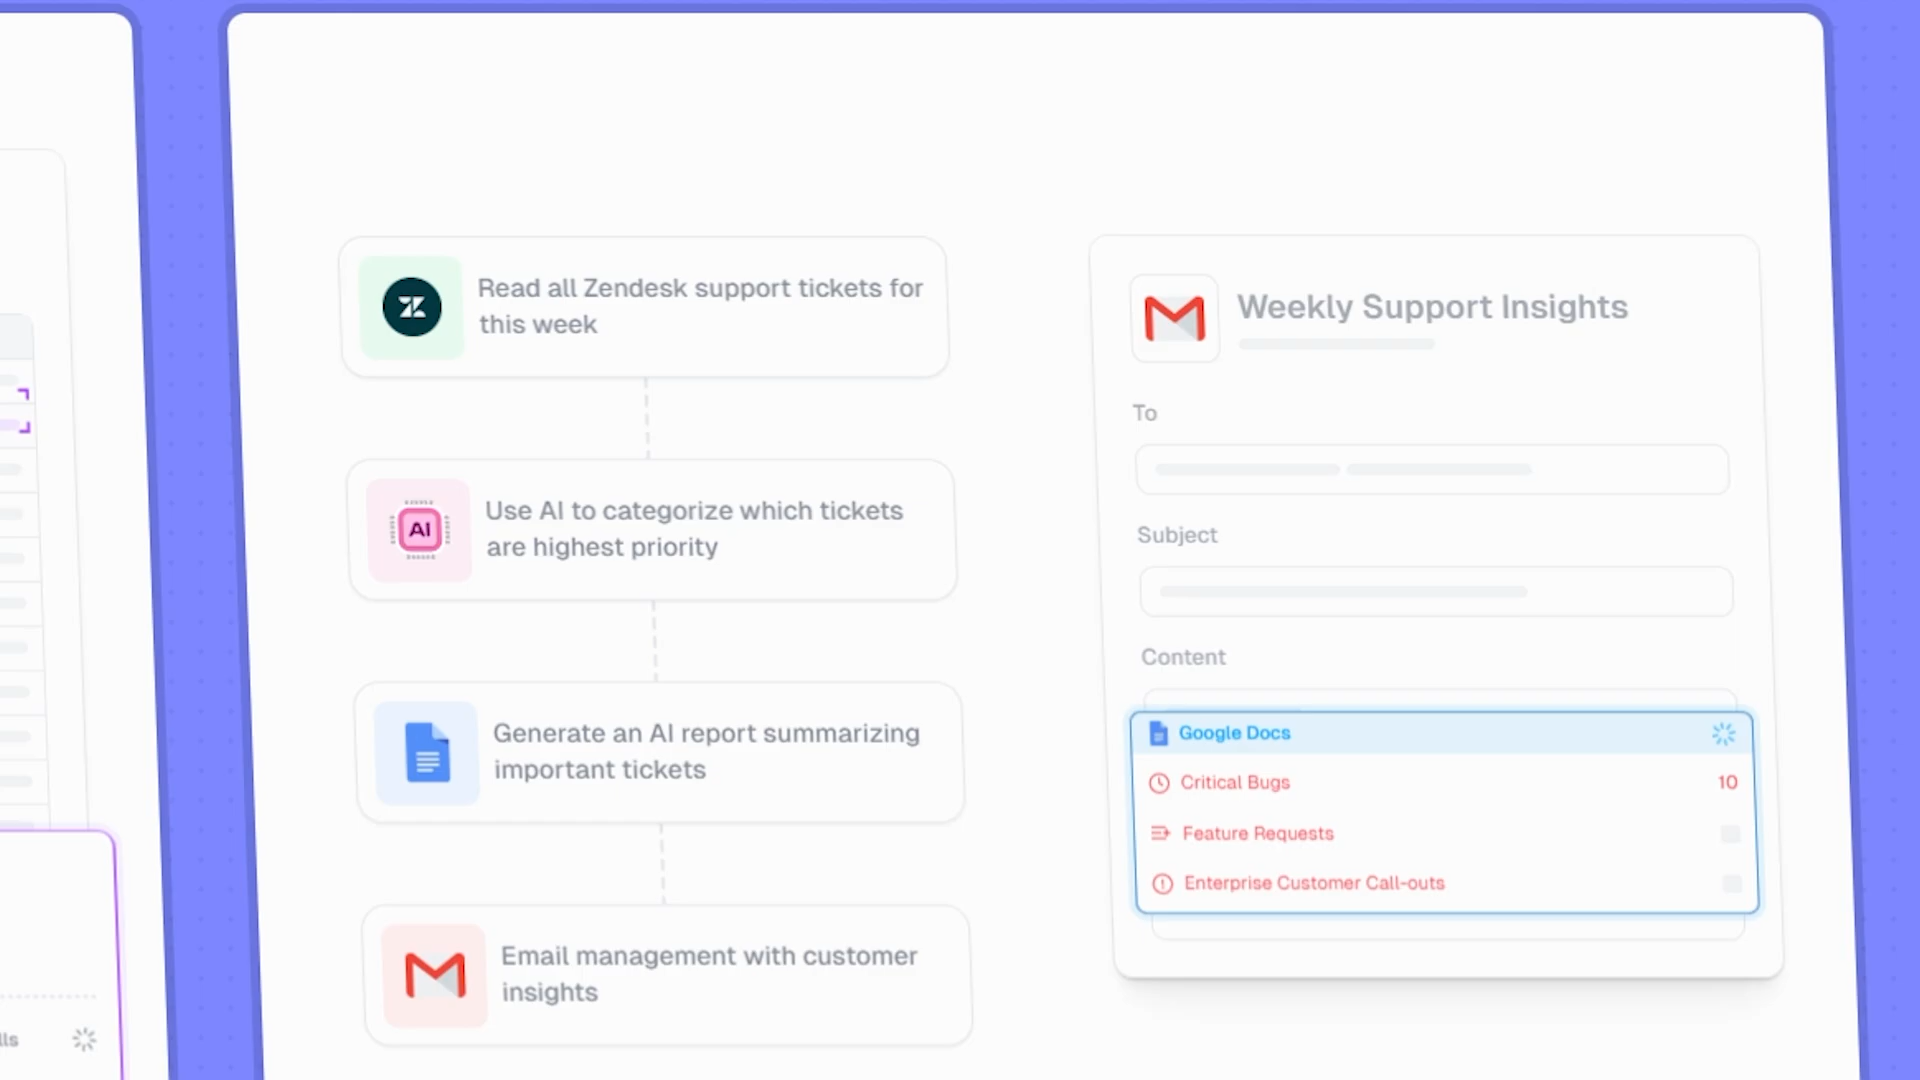 Read all Zendesk support tickets for
this week
AI
Use AI to categorize which tickets
are highest priority
Generate an AI report summarizing
important tickets
Email management with customer
insights
Weekly Support Insights
To
Subject
Content
Google Docs
Critical Bugs 10
Feature Requests
Enterprise Customer Call-outs